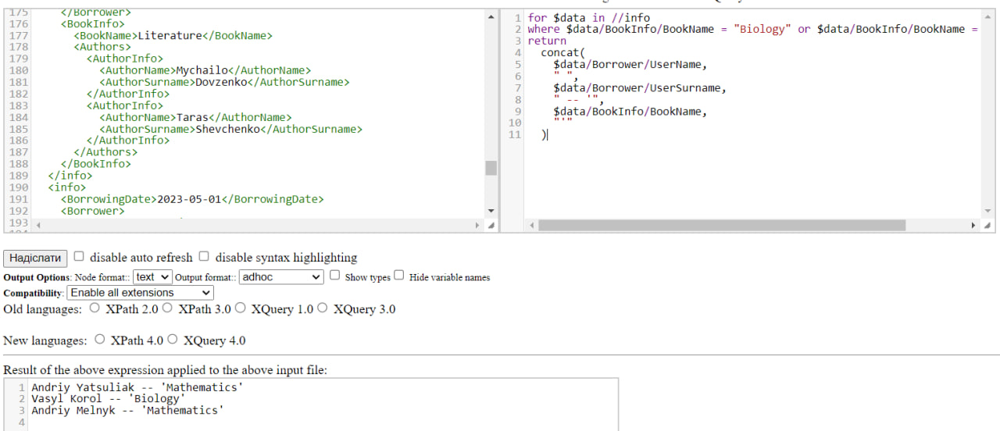 175 </Borrower>
176 <BookInfo>
177 <BookName>Literature</BookName>
178 <Authors>
179 <AuthorInfo>
180 <AuthorName>Mychailo</AuthorName>
181 <AuthorSurname>Dovzenko</AuthorSurname>
182 </AuthorInfo>
183 <AuthorInfo>
184 <AuthorName>Taras</AuthorName>
185 <AuthorSurname>Shevchenko</AuthorSurname>
186 </AuthorInfo>
187 </Authors>
188 </BookInfo>
189 </info>
190 <info>
191 <BorrowingDate>2023-05-01</BorrowingDate>
192 <Borrower>
193
1 for $data in //info
2 where $data/BookInfo/BookName = "Biology" or $data/BookInfo/BookName =
3 return
4 concat(
5 $data/Borrower/UserName,
6 " ",
7 $data/Borrower/UserSurname,
8 " -- '",
9 $data/BookInfo/BookName,
10 "'"
11 )
Надіслати disable auto refresh disable syntax highlighting
Output Options: Node format:: text Output format:: adhoc Show types Hide variable names
Compatibility: Enable all extensions
Old languages: XPath 2.0 XPath 3.0 XQuery 1.0 XQuery 3.0
New languages: XPath 4.0 XQuery 4.0
Result of the above expression applied to the above input file:
1 Andriy Yatsuliak -- 'Mathematics'
2 Vasyl Korol -- 'Biology'
3 Andriy Melnyk -- 'Mathematics'
4